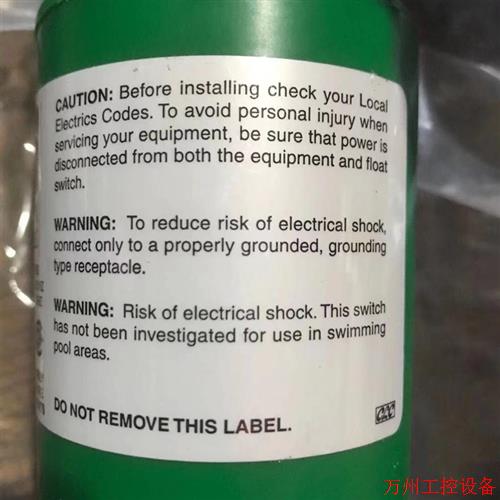 CAUTION: Before installing check your Local
Electrics Codes. To avoid personal injury when
servicing your equipment, be sure that power is
disconnected from both the equipment and float
switch.
WARNING: To reduce risk of electrical shock,
connect only to a properly grounded, grounding
type receptacle.
WARNING: Risk of electrical shock. This switch
has not been investigated for use in swimming
pool areas.
DO NOT REMOVE THIS LABEL.
万州工控设备